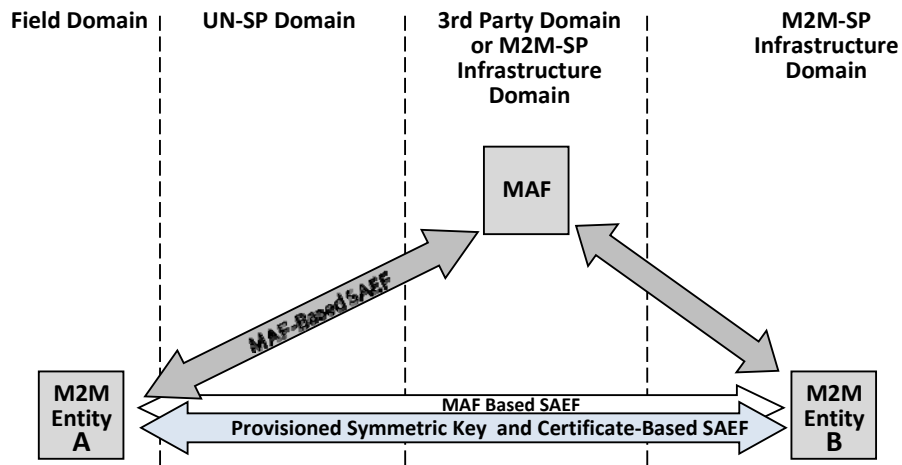 Field Domain
UN-SP Domain
3rd Party Domain
or M2M-SP
Infrastructure
Domain
M2M-SP
Infrastructure
Domain
MAF
MAF-Based SAEF
M2M
Entity
A
MAF Based SAEF
Provisioned Symmetric Key and Certificate-Based SAEF
M2M
Entity
B